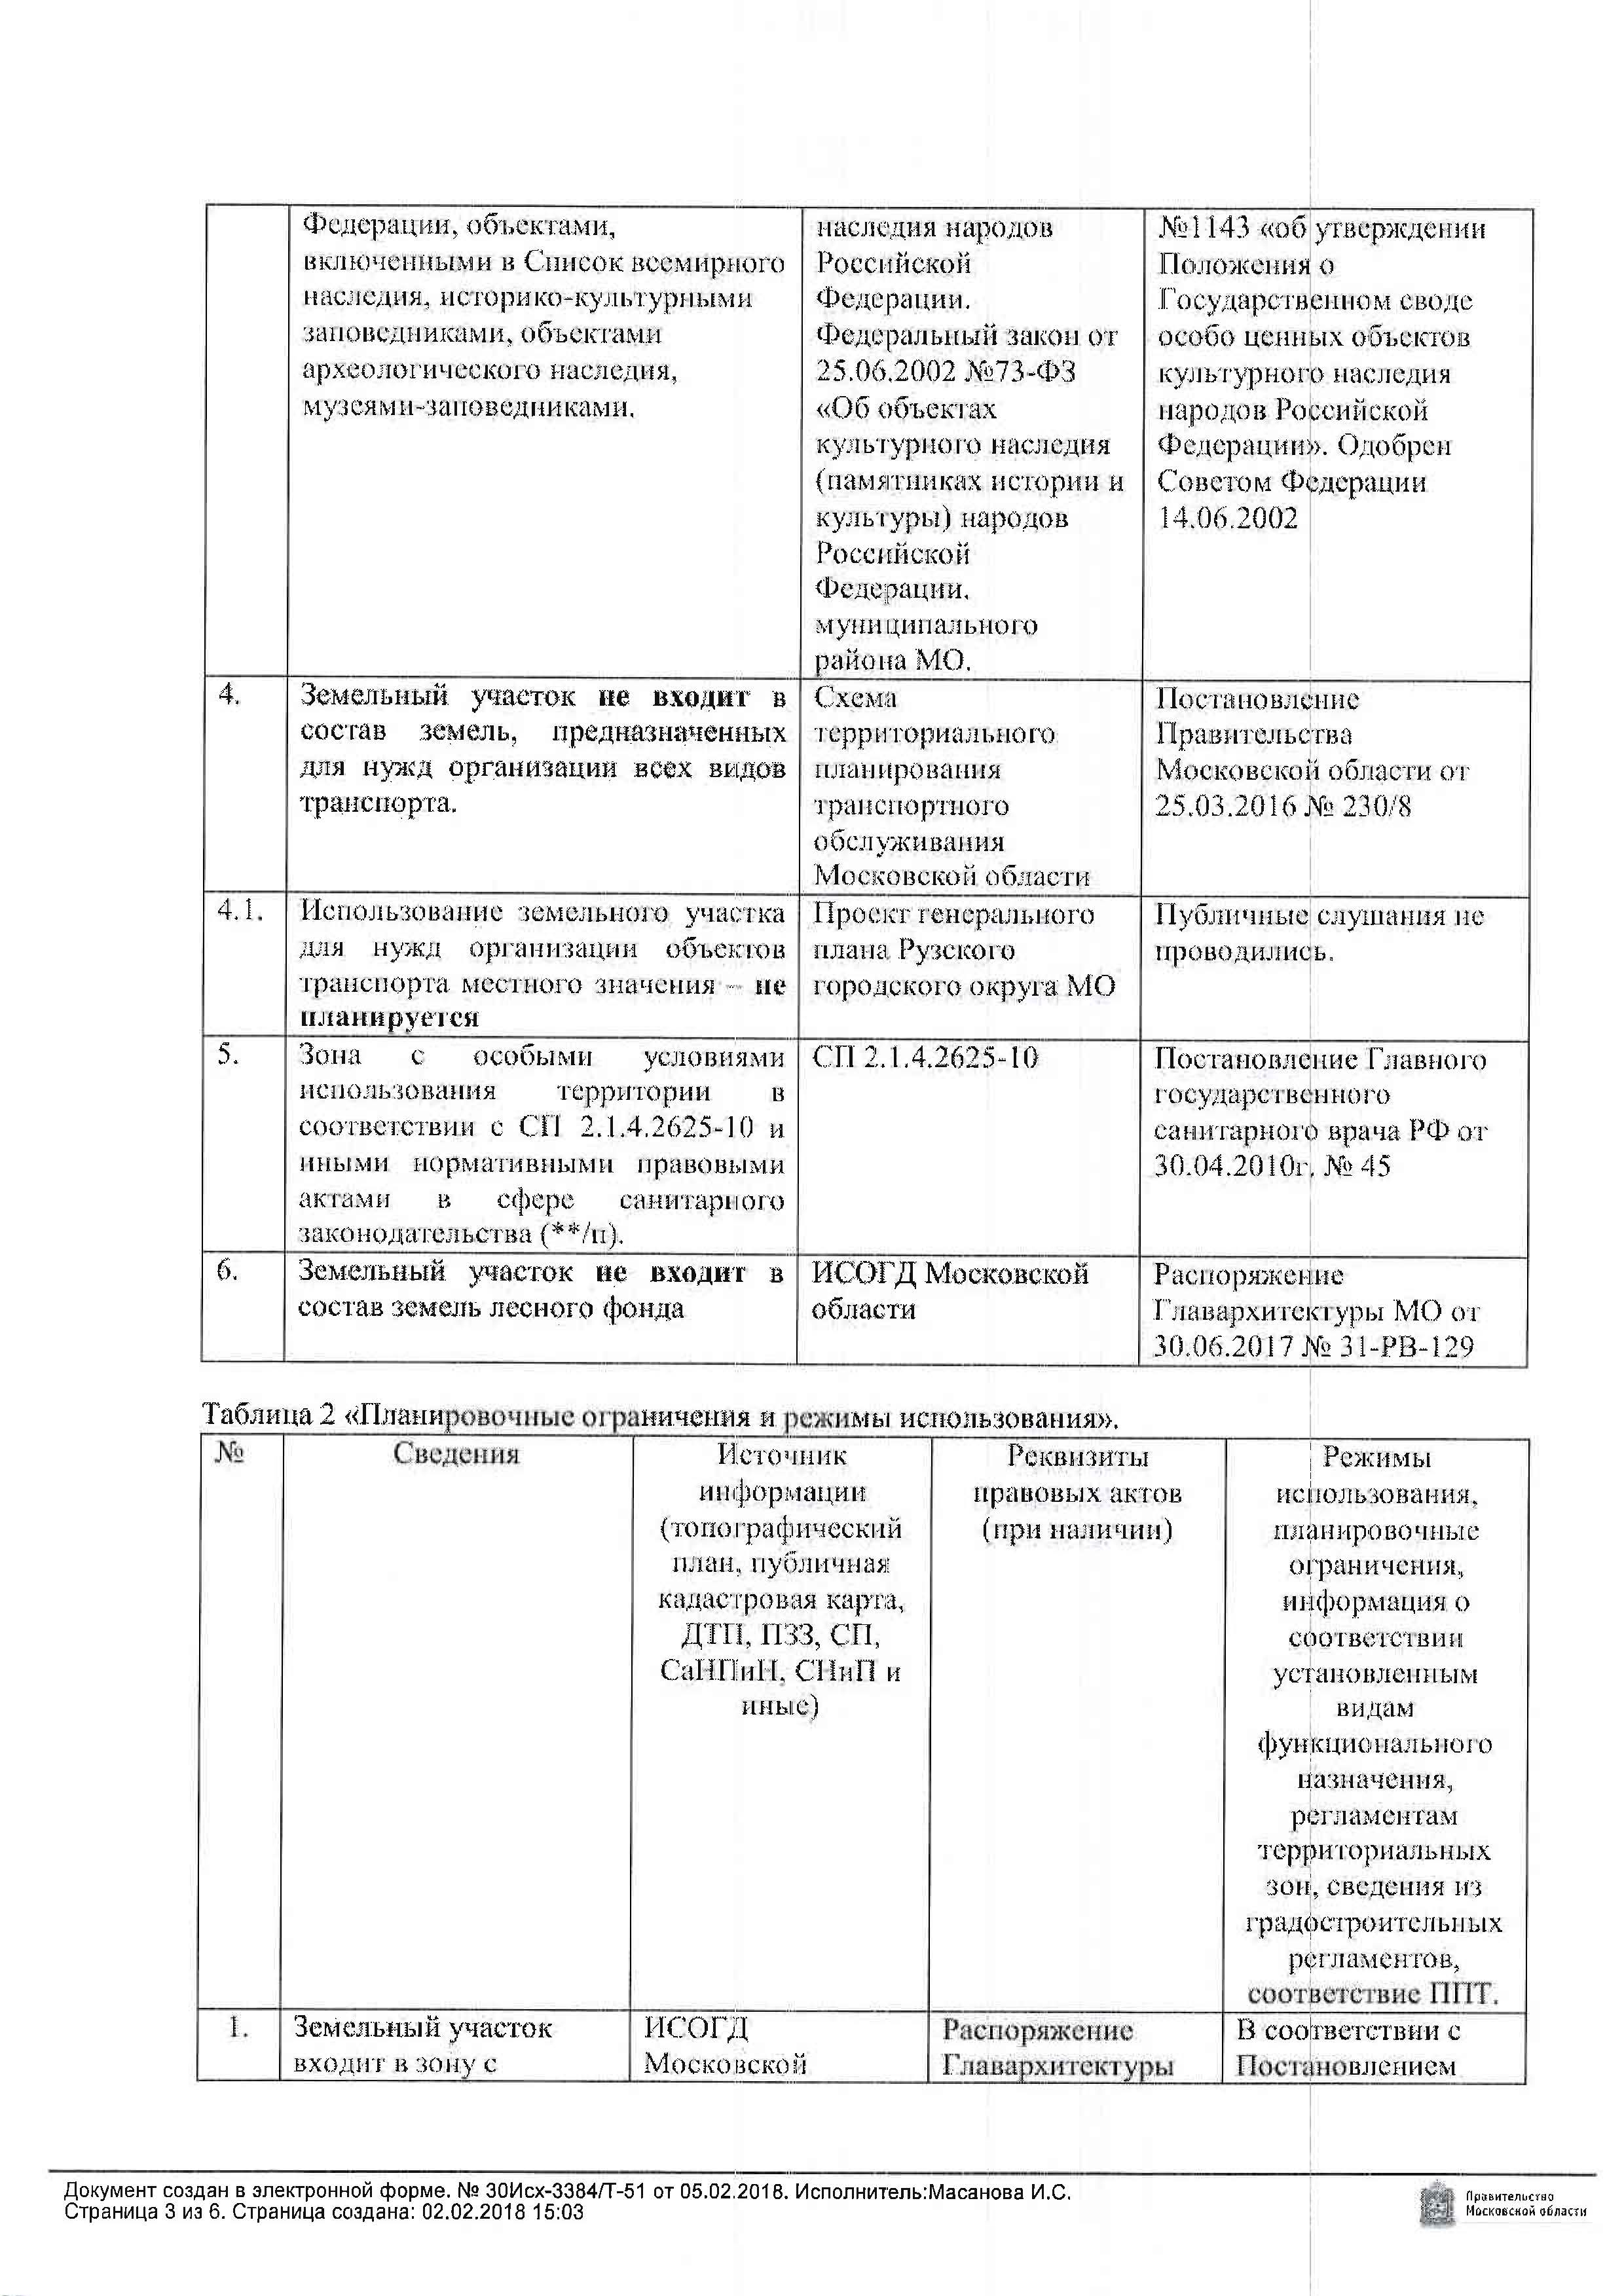 Федерации, объектами,
включенными в Список всемирного
наследия, историко-культурными
заповедниками, объектами
археологического наследия,
музеями-заповедниками.
наследия народов
Российской
Федерации.
Федеральный закон от
25.06.2002 №73-ФЗ
«Об объектах
культурного наследия
(памятниках истории и
культуры) народов
Российской
Федерации.
муниципального
района МО.
№1143 «об утверждении
Положения о
Государственном своде
особо ценных объектов
культурного наследия
народов Российской
Федерации». Одобрен
Советом Федерации
14.06.2002
4.
Земельный участок не входит в
состав земель, предназначенных
для нужд организации всех видов
транспорта.
Схема
территориального
планирования
транспортного
обслуживания
Московской области
Постановление
Правительства
Московской области от
25.03.2016 № 230/8
4.1.
Использование земельного участка
для нужд организации объектов
транспорта местного значения – не
планируется
Проект генерального
плана Рузского
городского округа МО
Публичные слушания не
проводились.
5.
Зона с особыми условиями
использования территории в
соответствии с СП 2.1.4.2625-10 и
иными нормативными правовыми
актами в сфере санитарного
законодательства (**/п).
СП 2.1.4.2625-10
Постановление Главного
государственного
санитарного врача РФ от
30.04.2010г. № 45
6.
Земельный участок не входит в
состав земель лесного фонда
ИСОГД Московской
области
Распоряжение
Главархитектуры МО от
30.06.2017 № 31-РВ-129
Таблица 2 «Планировочные ограничения и режимы использования».
№
Сведения
Источник
информации
(топографический
план, публичная
кадастровая карта,
ДТП, ПЗЗ, СП,
СаНПиН, СНиП и
иные)
Реквизиты
правовых актов
(при наличии)
Режимы
использования,
планировочные
ограничения,
информация о
соответствии
установленным
видам
функционального
назначения,
регламентам
территориальных
зон, сведения из
градостроительных
регламентов,
соответствие ППТ.
1.
Земельный участок
входит в зону с
ИСОГД
Московской
Распоряжение
Главархитектуры
В соответствии с
Постановлением
Документ создан в электронной форме. № 30Исх-3384/Т-51 от 05.02.2018. Исполнитель:Масанова И.С.
Страница 3 из 6. Страница создана: 02.02.2018 15:03
Правительство
Московской области